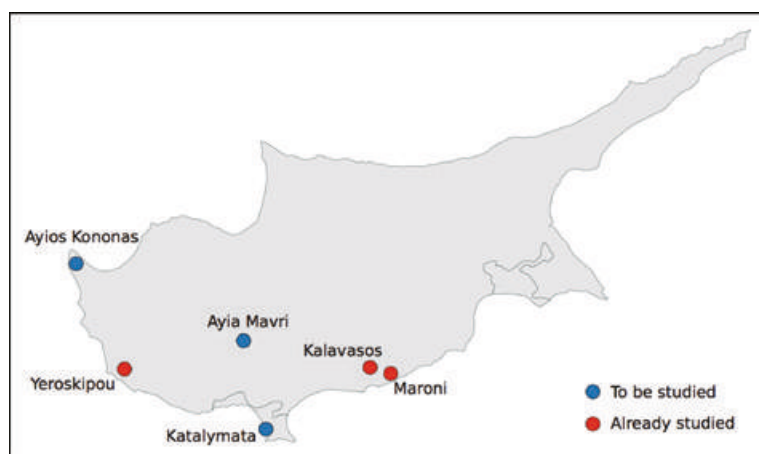 Ayios Kononas
Ayia Mavri
Kalavasos
Yeroskipou
Maroni
To be studied
Katalymata
Already studied